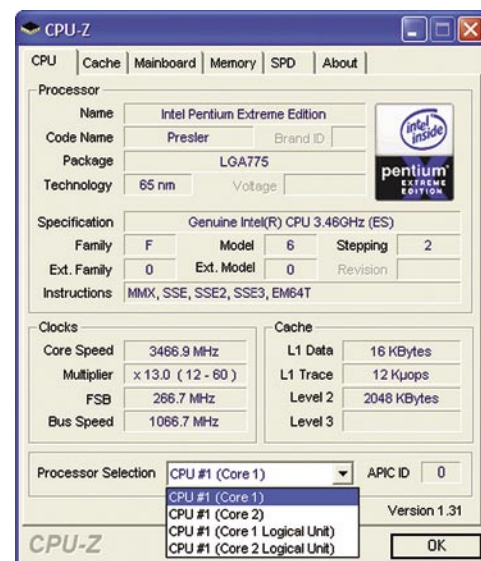 CPU-Z
CPU Cache Mainboard Memory SPD About
Processor
Name Intel Pentium Extreme Edition
Code Name Presler Brand ID
Package LGA775
Technology 65 nm Voltage
intel inside
pentium
EXTREME
EDITION
Specification Genuine Intel(R) CPU 3.46GHz (ES)
Family F Model 6 Stepping 2
Ext. Family 0 Ext. Model 0 Revision
Instructions MMX, SSE, SSE2, SSE3, EM64T
Clocks
Core Speed 3466.9 MHz
Multiplier x 13.0 ( 12 - 60 )
FSB 266.7 MHz
Bus Speed 1066.7 MHz
Cache
L1 Data 16 KBytes
L1 Trace 12 Kµops
Level 2 2048 KBytes
Level 3
Processor Selection CPU #1 (Core 1) APIC ID 0
CPU #1 (Core 1)
CPU #1 (Core 2)
CPU #1 (Core 1 Logical Unit)
CPU #1 (Core 2 Logical Unit)
Version 1.31
CPU-Z
OK